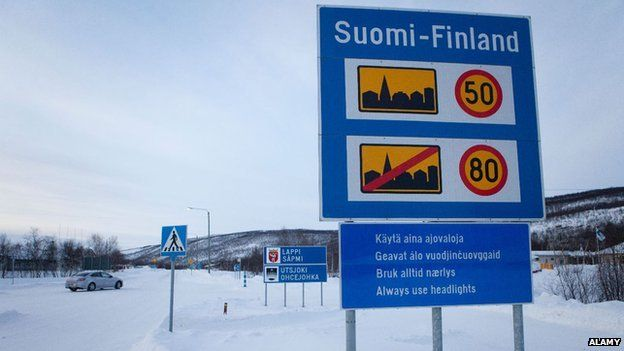 Suomi-Finland
50
80
Käytä aina ajovaloja
Geavat álo vuodjinčuovggaid
Bruk alltid nærlys
Always use headlights
LAPPI
SÁPMI
UTSJOKI
OHCEJOHKA
ALAMY